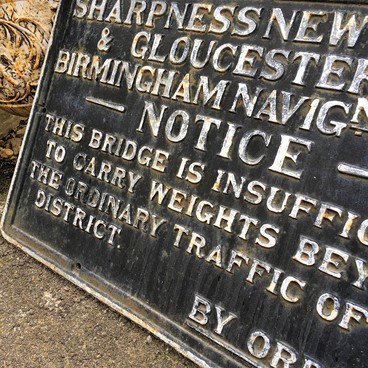 SHARPNESS NEW
& GLOUCESTER
BIRMINGHAM NAVIG
NOTICE
THIS BRIDGE IS INSUFFIC
TO CARRY WEIGHTS BEY
THE ORDINARY TRAFFIC OF
DISTRICT.
BY ORD